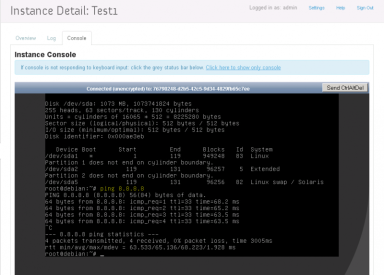 Instance Detail: Test1
Logged in as: admin Settings Help Sign Out
Overview Log Console
Instance Console
If console is not responding to keyboard input: click the grey status bar below. Click here to show only console
Connected (unencrypted) to:
Send CtrlAltDel
Disk /dev/sda: 1073 MB, 1073741824 bytes
255 heads, 63 sectors/track, 130 cylinders
Units = cylinders of 16065 * 512 = 8225280 bytes
Sector size (logical/physical): 512 bytes / 512 bytes
I/O size (minimum/optimal): 512 bytes / 512 bytes
Disk identifier:
Device Boot Start End Blocks Id System
/dev/sda1 * 1 119 949248 83 Linux
Partition 1 does not end on cylinder boundary.
/dev/sda2 119 131 96257 5 Extended
Partition 2 does not end on cylinder boundary.
/dev/sda5 119 131 96256 82 Linux swap / Solaris
root@debian:~# ping 8.8.8.8
PING 8.8.8.8 (8.8.8.8) 56(84) bytes of data.
64 bytes from 8.8.8.8: icmp_req=1 ttl=33 time=68.2 ms
64 bytes from 8.8.8.8: icmp_req=2 ttl=33 time=65.2 ms
64 bytes from 8.8.8.8: icmp_req=3 ttl=33 time=63.5 ms
64 bytes from 8.8.8.8: icmp_req=4 ttl=33 time=63.5 ms
^C
--- 8.8.8.8 ping statistics ---
4 packets transmitted, 4 received, 0% packet loss, time 3005ms
rtt min/avg/max/mdev = 63.533/65.136/68.223/1.929 ms
root@debian:~# _